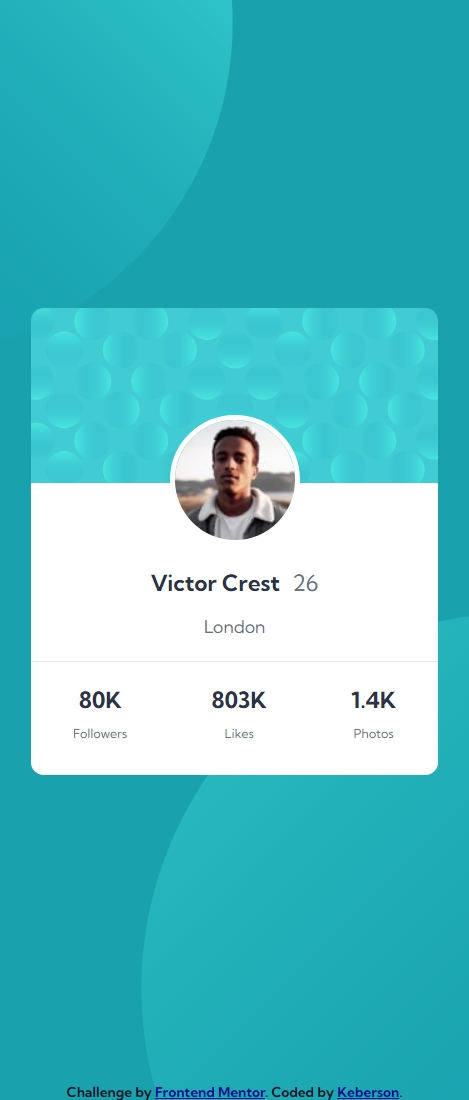 Victor Crest 26
London
80K 803K 1.4K
Followers Likes Photos
Challenge by Frontend Mentor. Coded by Keberson.